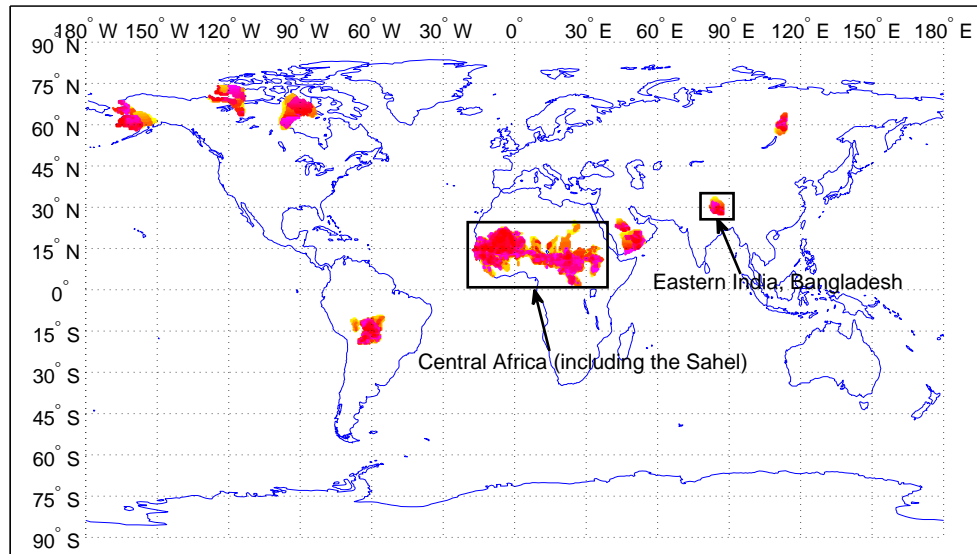 180° W 150° W 120° W 90° W 60° W 30° W 0° 30° E 60° E 90° E 120° E 150° E 180° E
90° N
75° N
60° N
45° N
30° N
15° N
0°
15° S
30° S
45° S
60° S
75° S
90° S
Eastern India, Bangladesh
Central Africa (including the Sahel)